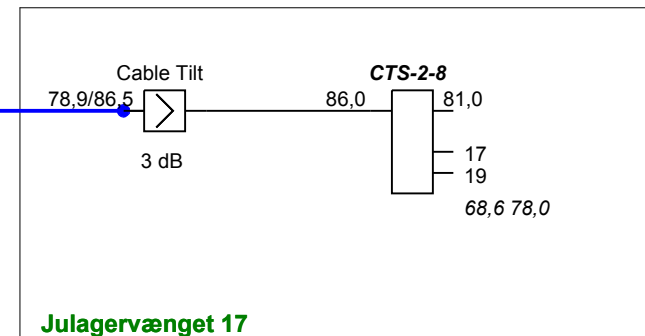 Cable Tilt
CTS-2-8
78,9/86,5
86,0
81,0
17
3 dB
19
68,6 78,0
Julagervænget 17